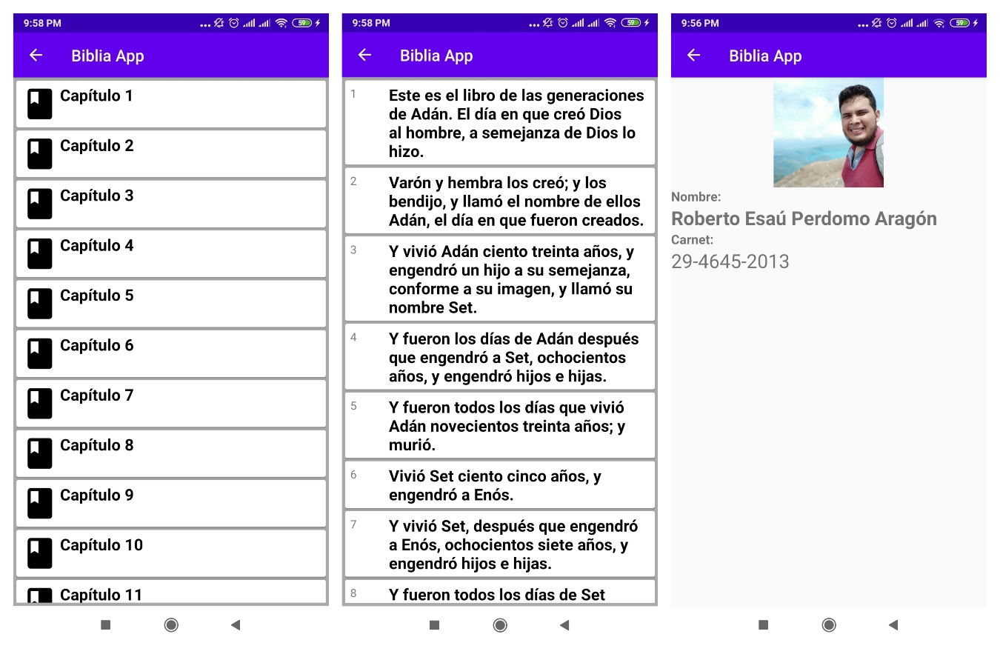 9:58 PM
59
Biblia App
Capítulo 1
Capítulo 2
Capítulo 3
Capítulo 4
Capítulo 5
Capítulo 6
Capítulo 7
Capítulo 8
Capítulo 9
Capítulo 10
Capítulo 11
9:58 PM
59
Biblia App
1
Este es el libro de las generaciones
de Adán. El día en que creó Dios
al hombre, a semejanza de Dios lo
hizo.
2
Varón y hembra los creó; y los
bendijo, y llamó el nombre de ellos
Adán, el día en que fueron creados.
3
Y vivió Adán ciento treinta años, y
engendró un hijo a su semejanza,
conforme a su imagen, y llamó su
nombre Set.
4
Y fueron los días de Adán después
que engendró a Set, ochocientos
años, y engendró hijos e hijas.
5
Y fueron todos los días que vivió
Adán novecientos treinta años; y
murió.
6
Vivió Set ciento cinco años, y
engendró a Enós.
7
Y vivió Set, después que engendró
a Enós, ochocientos siete años, y
engendró hijos e hijas.
8
Y fueron todos los días de Set
9:56 PM
59
Biblia App
Nombre:
Roberto Esaú Perdomo Aragón
Carnet:
29-4645-2013